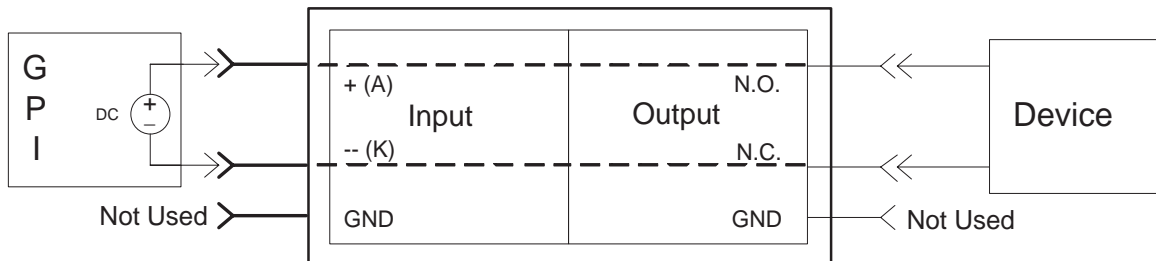 G
P
I
DC
+
–
+ (A)
Input
-- (K)
GND
Not Used
N.O.
Output
N.C.
GND
Not Used
Device